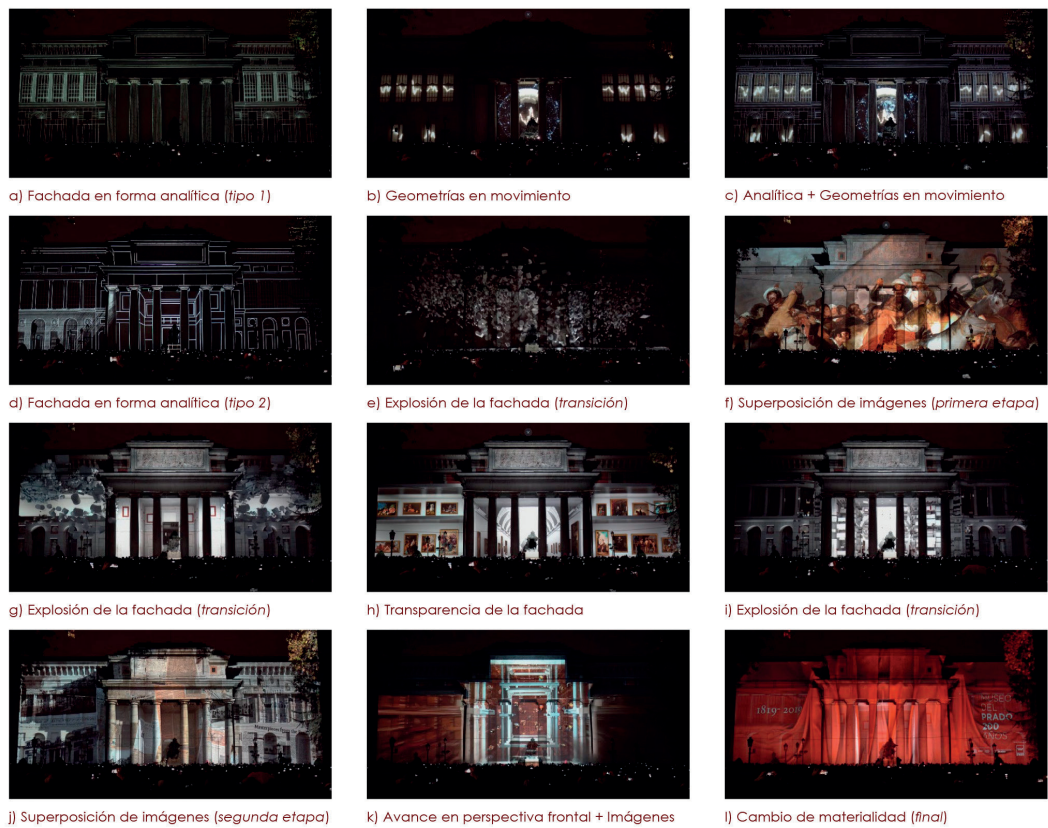 a) Fachada en forma analítica (tipo 1)
b) Geometrías en movimiento
c) Analítica + Geometrías en movimiento
d) Fachada en forma analítica (tipo 2)
e) Explosión de la fachada (transición)
f) Superposición de imágenes (primera etapa)
g) Explosión de la fachada (transición)
h) Transparencia de la fachada
i) Explosión de la fachada (transición)
1819-20
MUSEO
DEL
PRADO
200
j) Superposición de imágenes (segunda etapa)
k) Avance en perspectiva frontal + Imágenes
l) Cambio de materialidad (final)